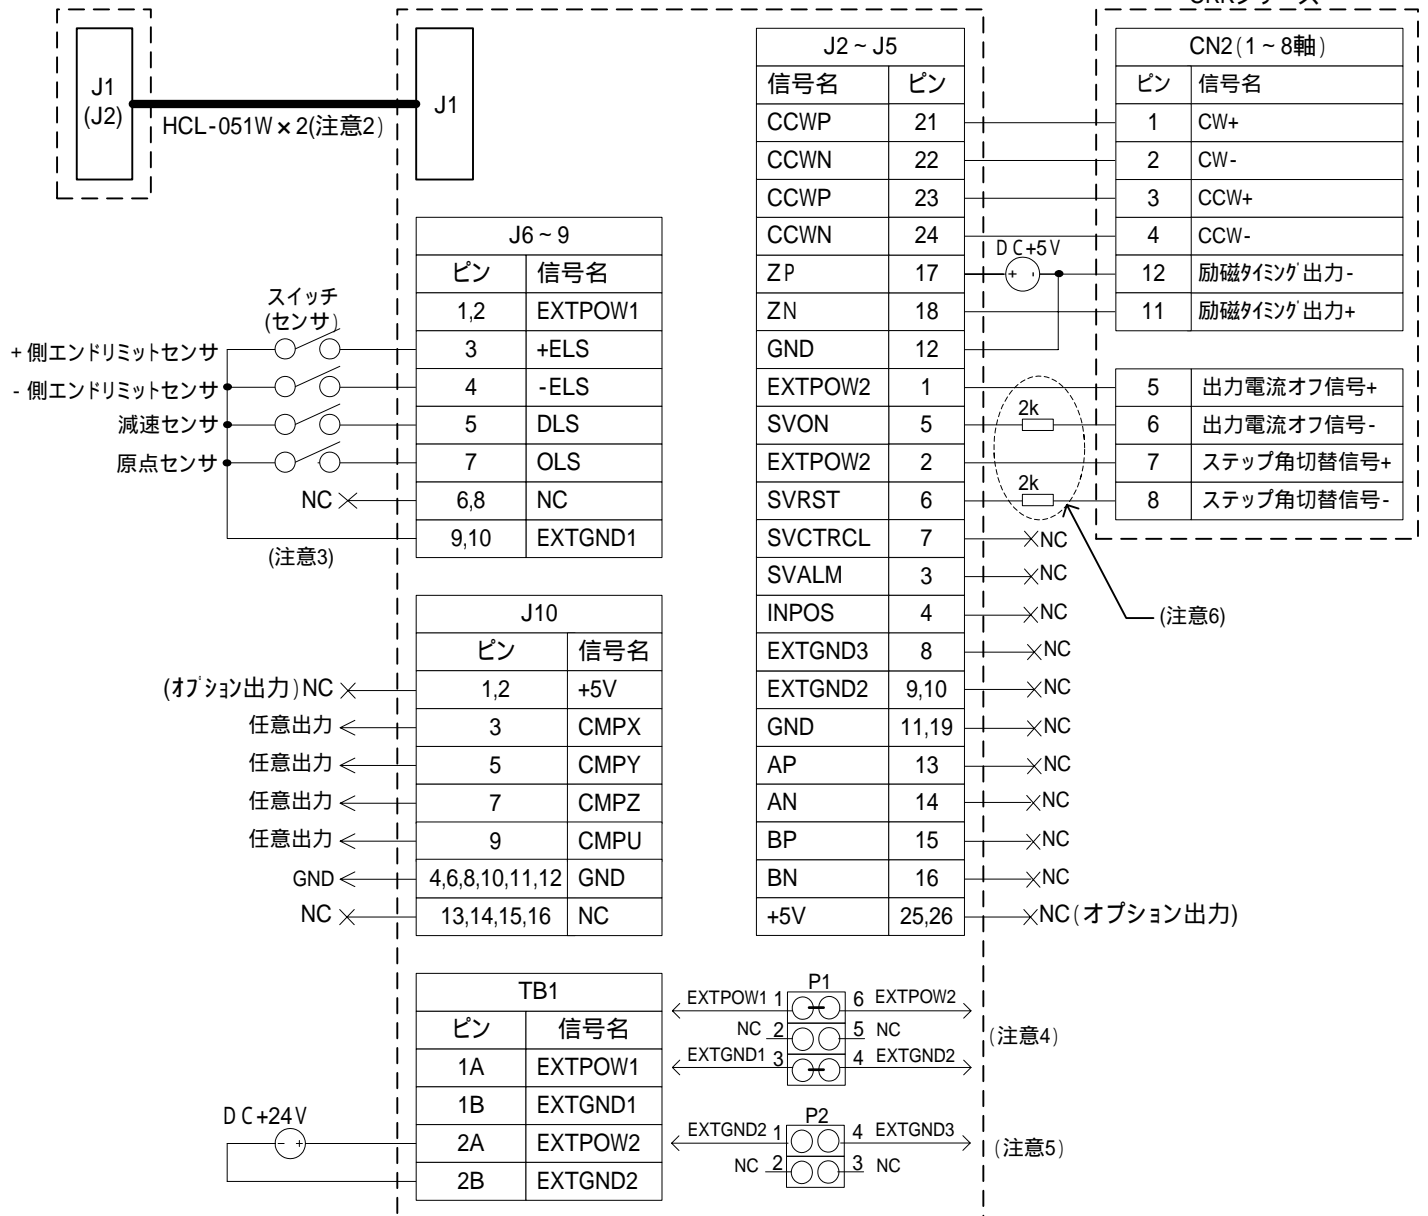 J1
(J2)
HCL-051W×2(注意2)
J1
J6～9
ピン 信号名
スイッチ
(センサ)
1,2 EXTPOW1
+側エンドリミットセンサ 3 +ELS
-側エンドリミットセンサ 4 -ELS
減速センサ 5 DLS
原点センサ 7 OLS
NC 6,8 NC
9,10 EXTGND1
(注意3)
J10
ピン 信号名
(オプション出力)NC 1,2 +5V
任意出力 3 CMPX
任意出力 5 CMPY
任意出力 7 CMPZ
任意出力 9 CMPU
GND 4,6,8,10,11,12 GND
NC 13,14,15,16 NC
TB1
ピン 信号名
1A EXTPOW1
1B EXTGND1
DC+24V
- +
2A EXTPOW2
2B EXTGND2
J2～J5
信号名 ピン
CCWP 21
CCWN 22
CCWP 23
CCWN 24
ZP 17
ZN 18
GND 12
EXTPOW2 1
SVON 5
EXTPOW2 2
SVRST 6
SVCTRCL 7 NC
SVALM 3 NC
INPOS 4 NC
EXTGND3 8 NC
EXTGND2 9,10 NC
GND 11,19 NC
AP 13 NC
AN 14 NC
BP 15 NC
BN 16 NC
+5V 25,26 NC(オプション出力)
DC+5V
+ -
2k
2k
(注意6)
CN2(1～8軸)
ピン 信号名
1 CW+
2 CW-
3 CCW+
4 CCW-
12 励磁タイミング出力-
11 励磁タイミング出力+
5 出力電流オフ信号+
6 出力電流オフ信号-
7 ステップ角切替信号+
8 ステップ角切替信号-
P1
EXTPOW1 1 6 EXTPOW2
NC 2 5 NC
EXTGND1 3 4 EXTGND2
(注意4)
P2
EXTGND2 1 4 EXTGND3
NC 2 3 NC
(注意5)